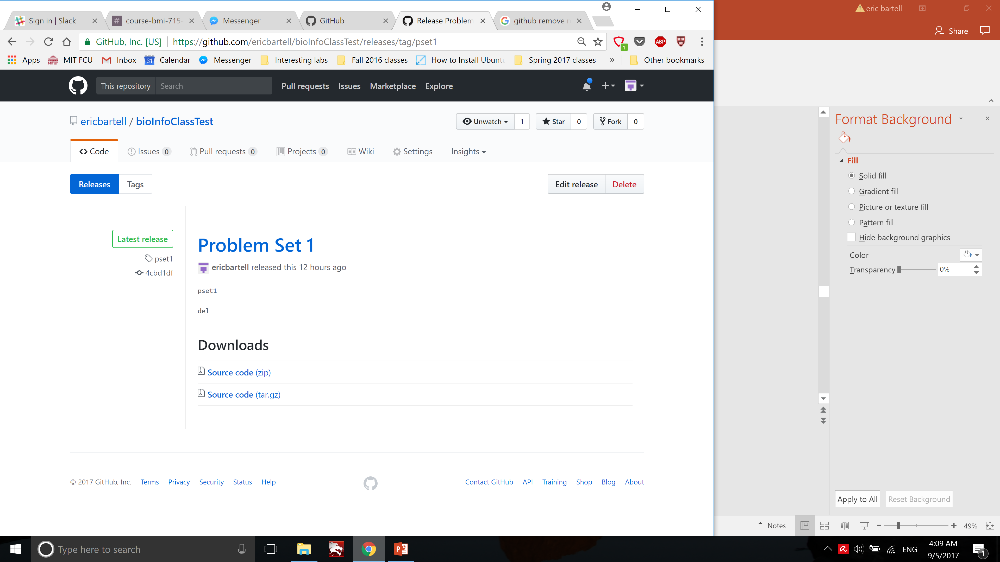 Sign in | Slack
course-bmi-715-
Messenger
GitHub
Release Problem
github remove r
eric bartell
Share
GitHub, Inc. [US] https://github.com/ericbartell/bioInfoClassTest/releases/tag/pset1
1
ABP
Apps MIT FCU Inbox 31 Calendar Messenger Interesting labs Fall 2016 classes How to Install Ubunt Spring 2017 classes » Other bookmarks
This repository Search Pull requests Issues Marketplace Explore
ericbartell / bioInfoClassTest
Unwatch 1 Star 0 Fork 0
Code Issues 0 Pull requests 0 Projects 0 Wiki Settings Insights
Releases Tags
Edit release Delete
Latest release
pset1
4cbd1df
Problem Set 1
ericbartell released this 12 hours ago
pset1
del
Downloads
Source code (zip)
Source code (tar.gz)
© 2017 GitHub, Inc. Terms Privacy Security Status Help
Contact GitHub API Training Shop Blog About
Format Background
Fill
Solid fill
Gradient fill
Picture or texture fill
Pattern fill
Hide background graphics
Color
Transparency 0%
Apply to All Reset Background
Notes 49%
Type here to search
ENG
4:09 AM
9/5/2017
1